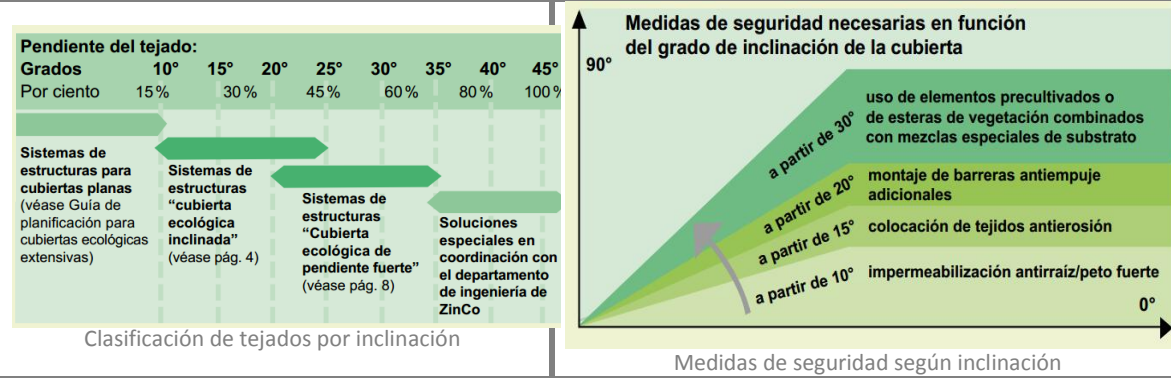 Pendiente del tejado:
Grados 10° 15° 20° 25° 30° 35° 40° 45°
Por ciento 15 % 30 % 45 % 60 % 80 % 100 %
Sistemas de
estructuras para
cubiertas planas
(véase Guía de
planificación para
cubiertas ecológicas
extensivas)
Sistemas de
estructuras
“cubierta
ecológica
inclinada”
(véase pág. 4)
Sistemas de
estructuras
“Cubierta
ecológica de
pendiente fuerte”
(véase pág. 8)
Soluciones
especiales en
coordinación con
el departamento
de ingeniería de
ZinCo
Clasificación de tejados por inclinación
Medidas de seguridad necesarias en función
del grado de inclinación de la cubierta
90°
a partir de 30°
uso de elementos precultivados o
de esteras de vegetación combinados
con mezclas especiales de substrato
a partir de 20°
montaje de barreras antiempuje
adicionales
a partir de 15°
colocación de tejidos antierosión
a partir de 10°
impermeabilización antirraíz/peto fuerte
0°
Medidas de seguridad según inclinación